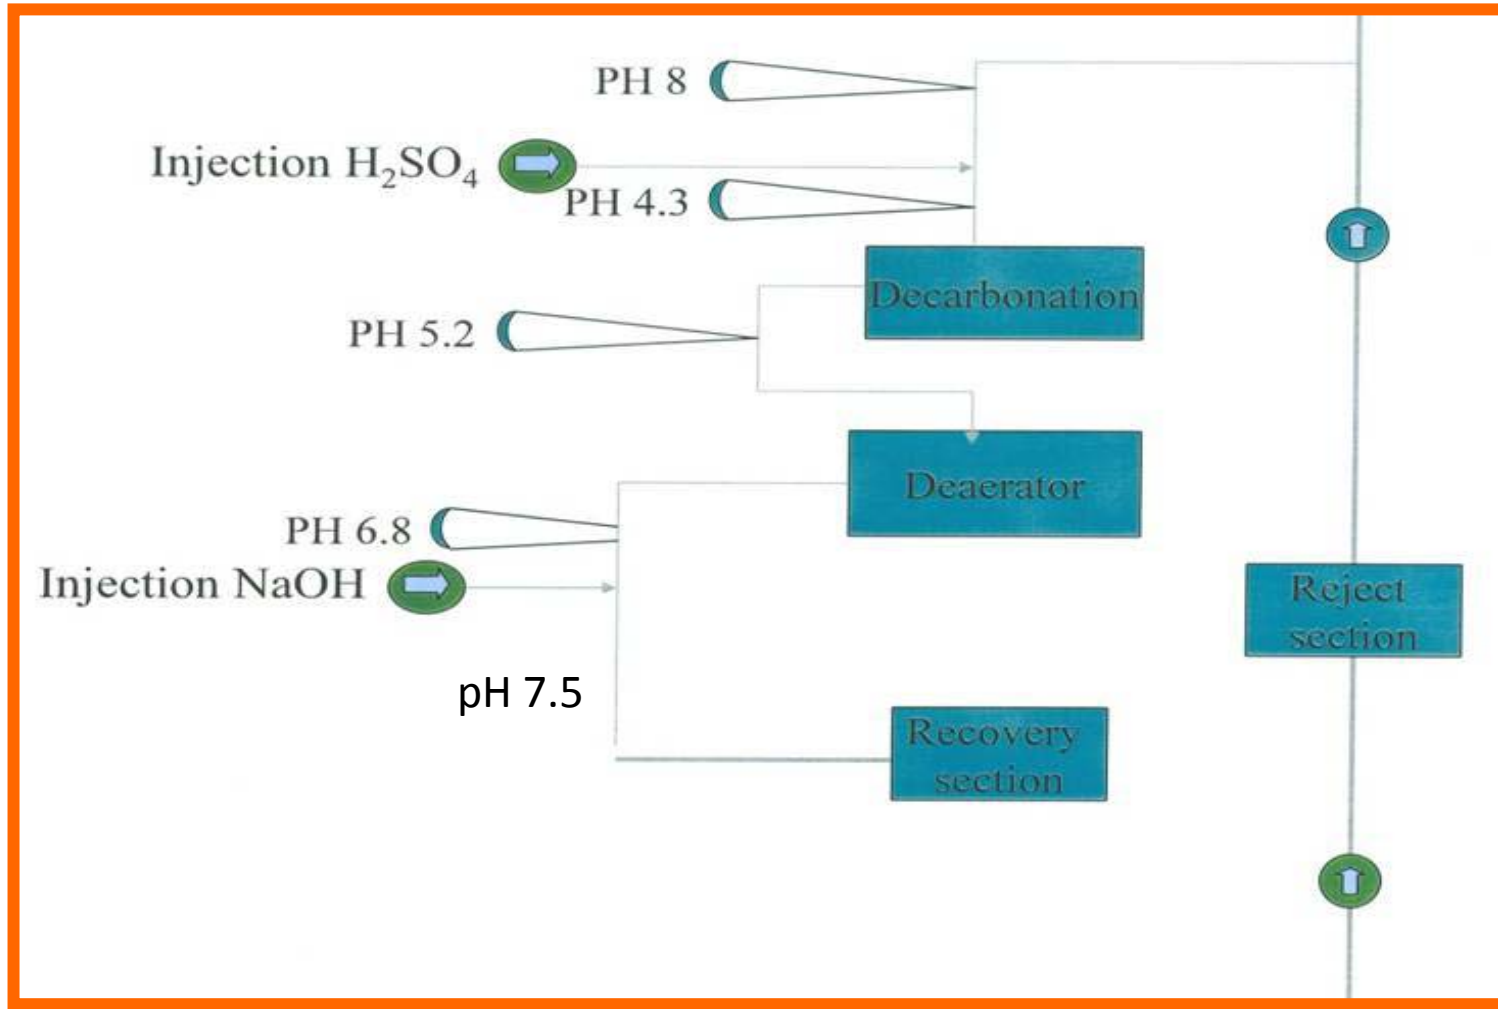 PH 8
Injection H₂SO₄
PH 4.3
Decarbonation
PH 5.2
Deaerator
PH 6.8
Injection NaOH
Reject
section
pH 7.5
Recovery
section